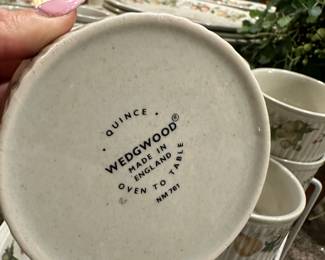 • QUINCE •
WEDGWOOD®
MADE IN
ENGLAND
OVEN TO TABLE
NM 761